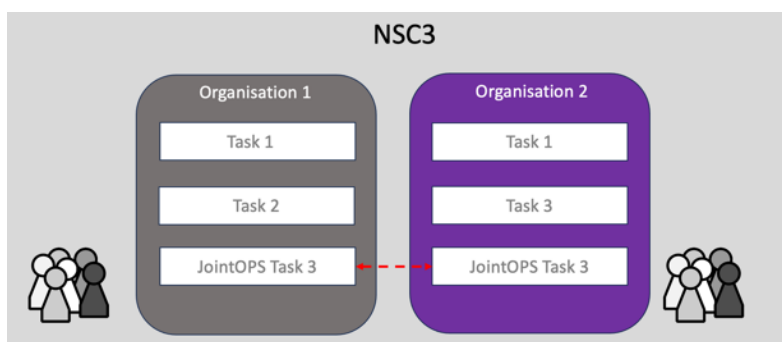 NSC3
Organisation 1
Task 1
Task 2
JointOPS Task 3
Organisation 2
Task 1
Task 3
JointOPS Task 3